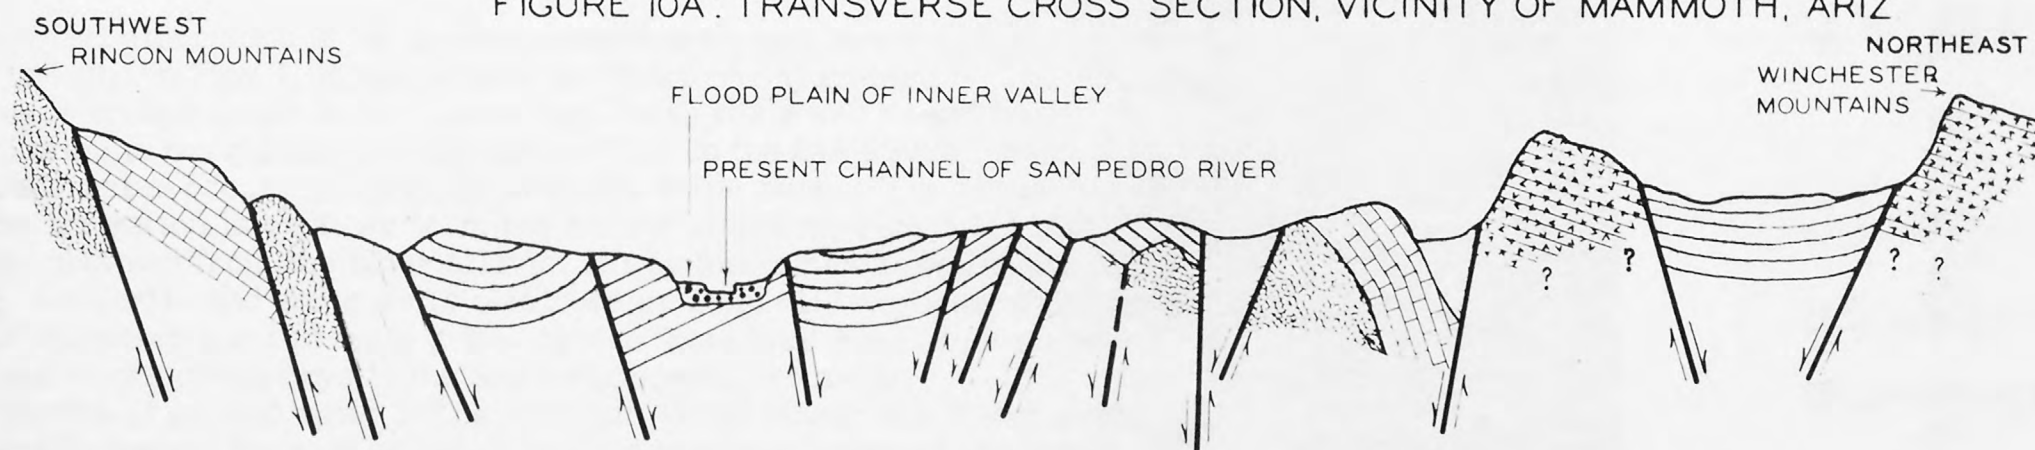 FIGURE 10A. TRANSVERSE CROSS SECTION, VICINITY OF MAMMOTH, ARIZ
SOUTHWEST
RINCON MOUNTAINS
NORTHEAST
WINCHESTER
MOUNTAINS
FLOOD PLAIN OF INNER VALLEY
PRESENT CHANNEL OF SAN PEDRO RIVER
? ? ? ?